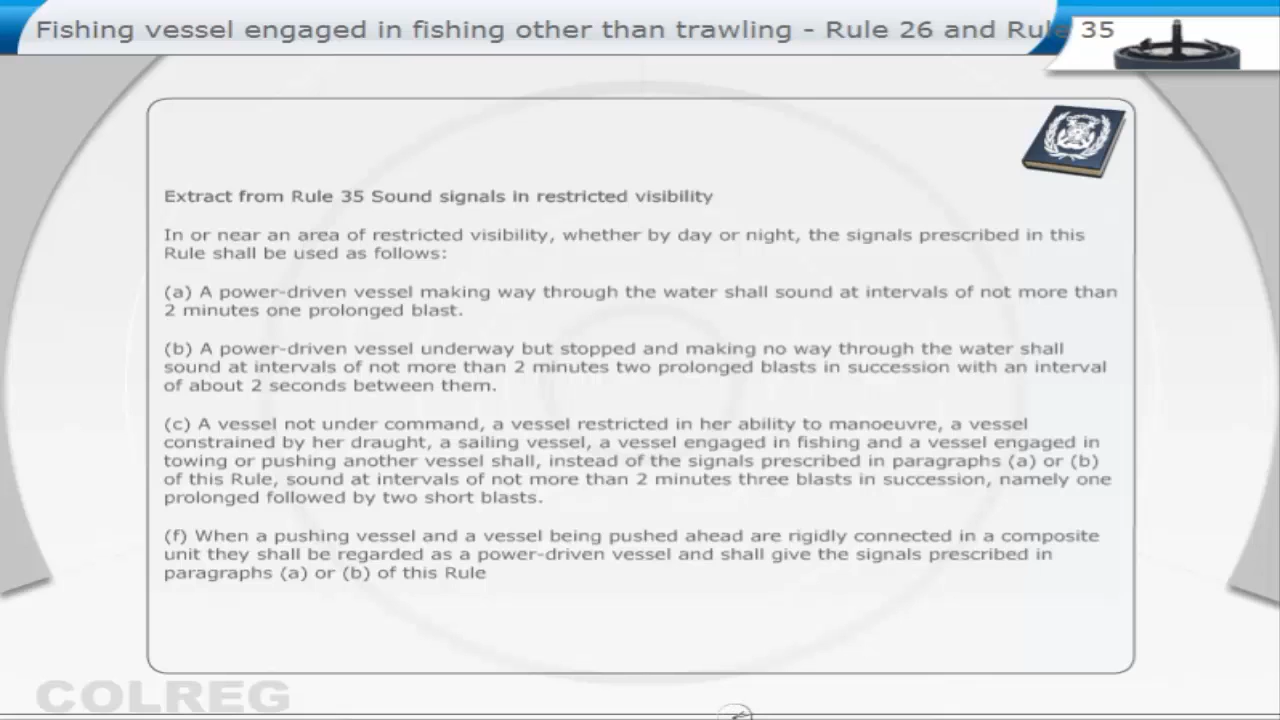 Fishing vessel engaged in fishing other than trawling - Rule 26 and Rule 35
Extract from Rule 35 Sound signals in restricted visibility
In or near an area of restricted visibility, whether by day or night, the signals prescribed in this
Rule shall be used as follows:
(a) A power-driven vessel making way through the water shall sound at intervals of not more than
2 minutes one prolonged blast.
(b) A power-driven vessel underway but stopped and making no way through the water shall
sound at intervals of not more than 2 minutes two prolonged blasts in succession with an interval
of about 2 seconds between them.
(c) A vessel not under command, a vessel restricted in her ability to manoeuvre, a vessel
constrained by her draught, a sailing vessel, a vessel engaged in fishing and a vessel engaged in
towing or pushing another vessel shall, instead of the signals prescribed in paragraphs (a) or (b)
of this Rule, sound at intervals of not more than 2 minutes three blasts in succession, namely one
prolonged followed by two short blasts.
(f) When a pushing vessel and a vessel being pushed ahead are rigidly connected in a composite
unit they shall be regarded as a power-driven vessel and shall give the signals prescribed in
paragraphs (a) or (b) of this Rule
COLREG